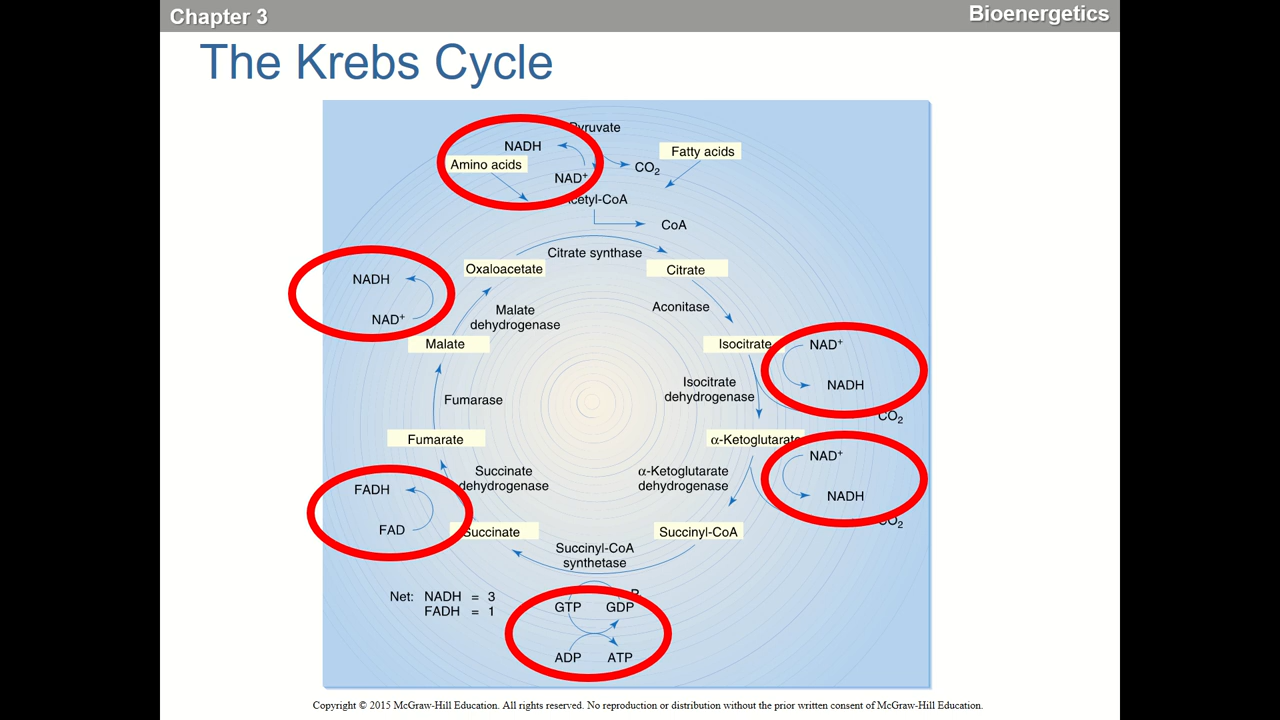 Chapter 3
Bioenergetics
The Krebs Cycle
Pyruvate
NADH
Amino acids
NAD+
CO2
Fatty acids
Acetyl-CoA
CoA
Citrate synthase
Oxaloacetate
Citrate
NADH
NAD+
Malate
dehydrogenase
Aconitase
Malate
Isocitrate
NAD+
NADH
Isocitrate
dehydrogenase
CO2
Fumarase
Fumarate
α-Ketoglutarate
NAD+
NADH
Succinate
dehydrogenase
α-Ketoglutarate
dehydrogenase
CO2
FADH
FAD
Succinate
Succinyl-CoA
Succinyl-CoA
synthetase
Net: NADH = 3
FADH = 1
GTP GDP
ADP ATP
Copyright © 2015 McGraw-Hill Education. All rights reserved. No reproduction or distribution without the prior written consent of McGraw-Hill Education.